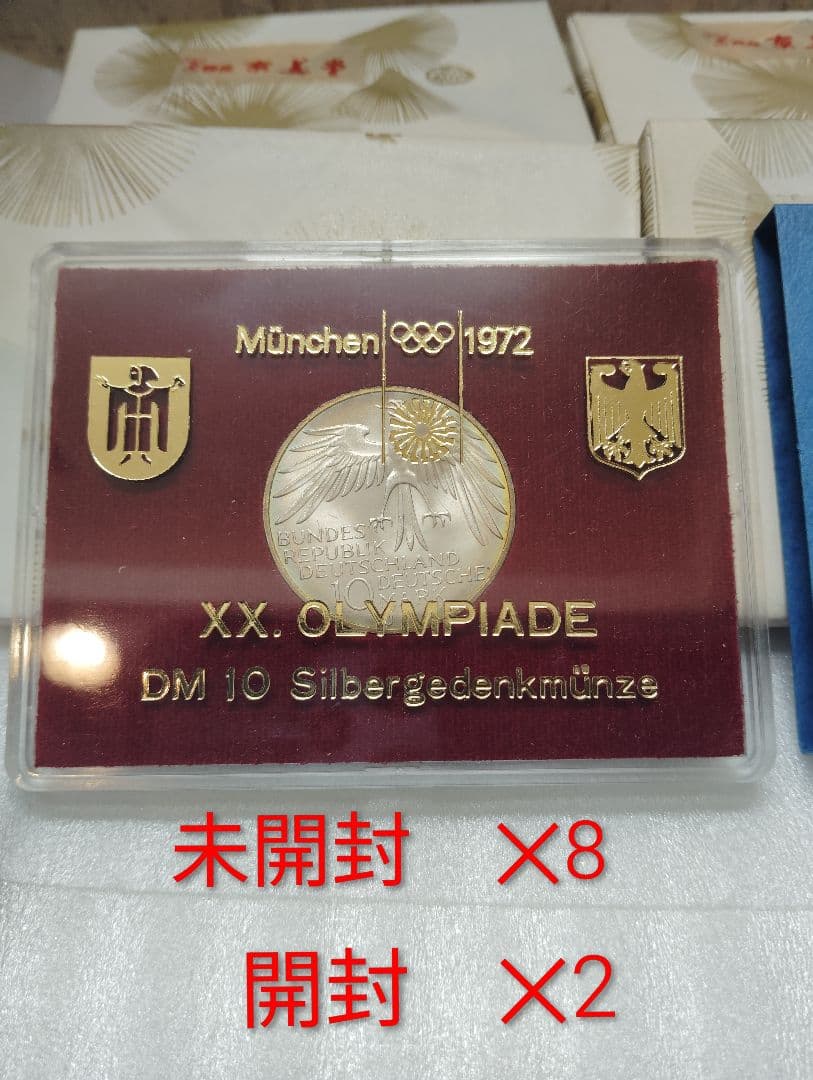 München 1972
BUNDES
REPUBLIK
DEUTSCHLAND
10 DEUTSCHE
MARK
XX. OLYMPIADE
DM 10 Silbergedenkmünze
未開封 ×8
開封 ×2